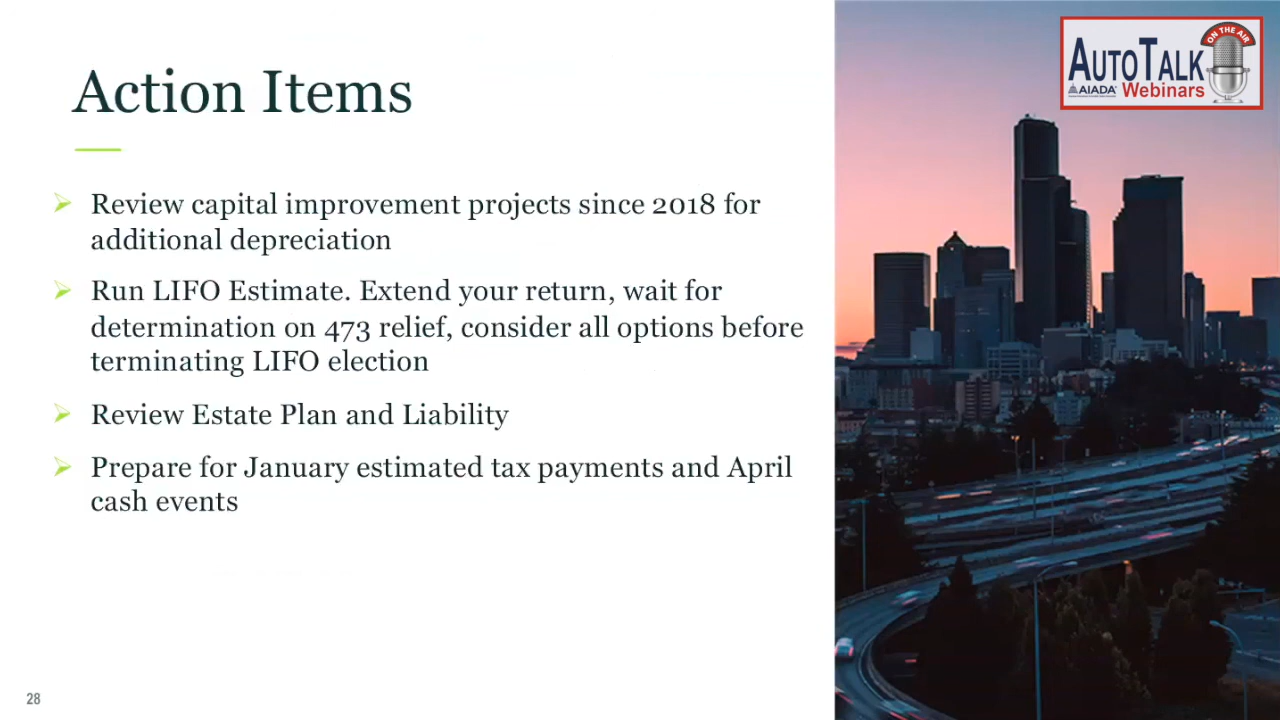 Action Items
Review capital improvement projects since 2018 for
additional depreciation
Run LIFO Estimate. Extend your return, wait for
determination on 473 relief, consider all options before
terminating LIFO election
Review Estate Plan and Liability
Prepare for January estimated tax payments and April
cash events
28
ON THE AIR
AUTOTALK
AIADA Webinars